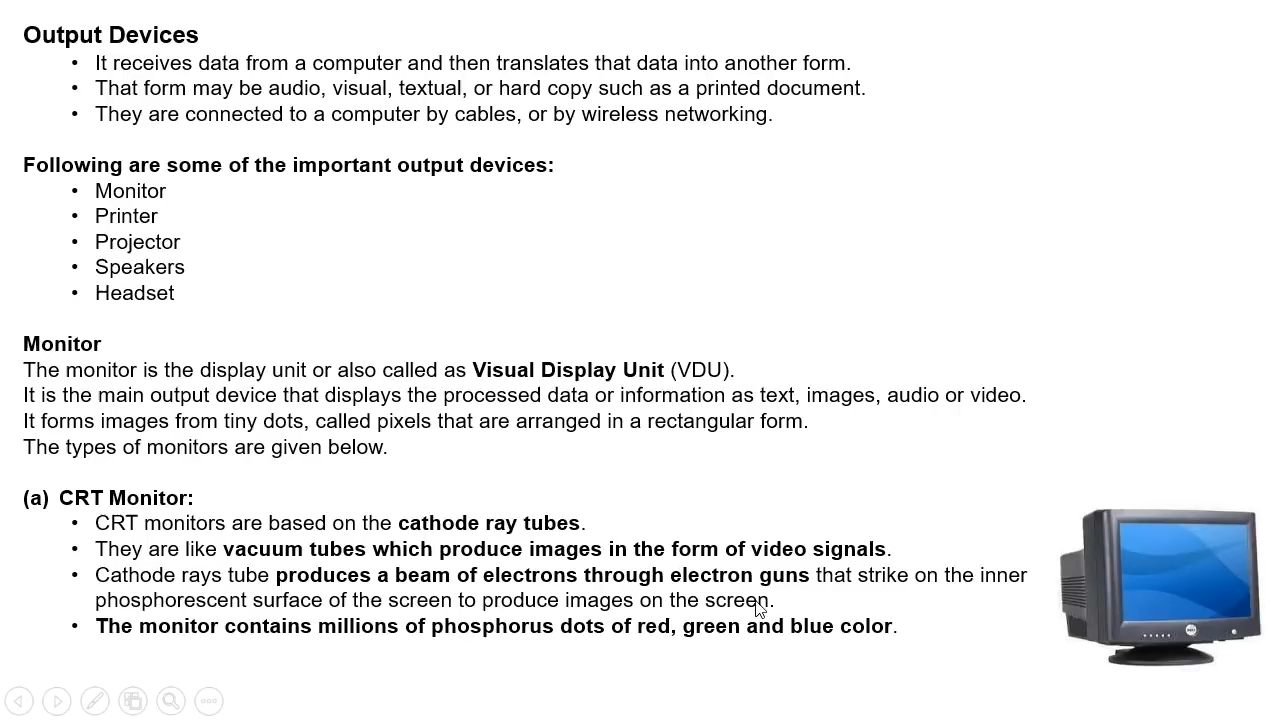 Output Devices
• It receives data from a computer and then translates that data into another form.
• That form may be audio, visual, textual, or hard copy such as a printed document.
• They are connected to a computer by cables, or by wireless networking.
Following are some of the important output devices:
• Monitor
• Printer
• Projector
• Speakers
• Headset
Monitor
The monitor is the display unit or also called as Visual Display Unit (VDU).
It is the main output device that displays the processed data or information as text, images, audio or video.
It forms images from tiny dots, called pixels that are arranged in a rectangular form.
The types of monitors are given below.
(a) CRT Monitor:
• CRT monitors are based on the cathode ray tubes.
• They are like vacuum tubes which produce images in the form of video signals.
• Cathode rays tube produces a beam of electrons through electron guns that strike on the inner
phosphorescent surface of the screen to produce images on the screen.
• The monitor contains millions of phosphorus dots of red, green and blue color.